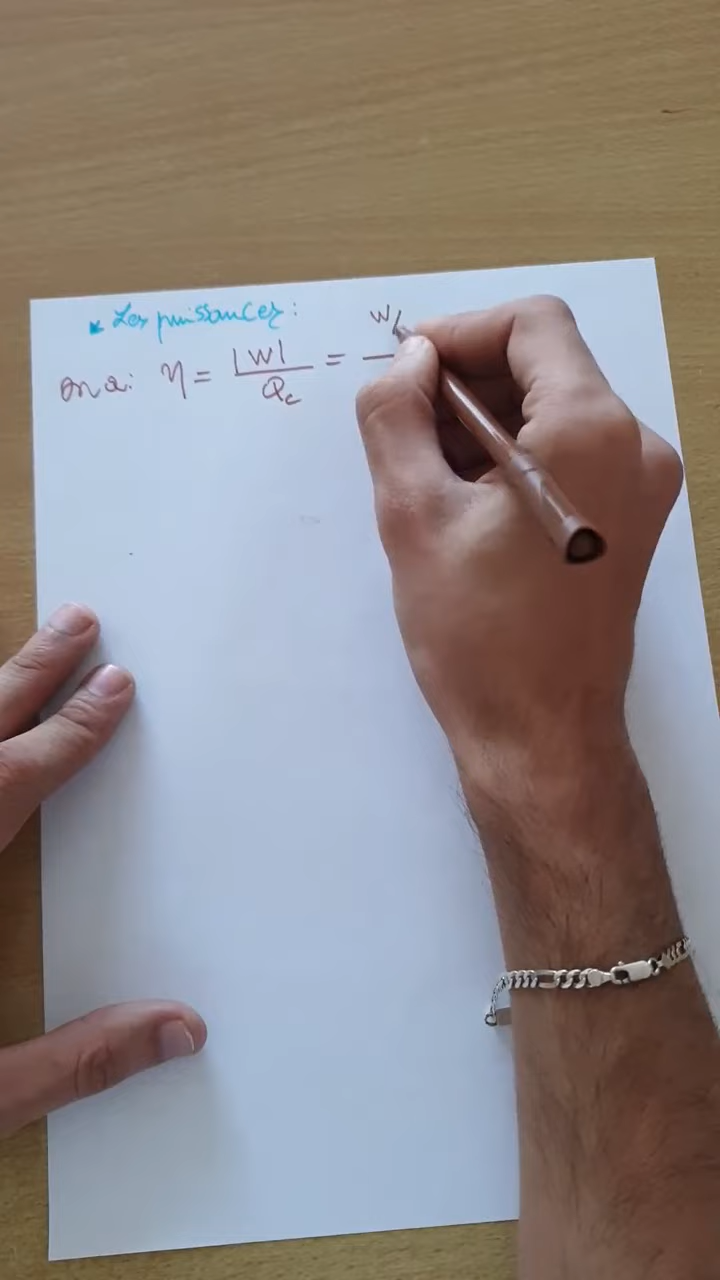 Les puissances :
on a : η = |W| / Qc = W/